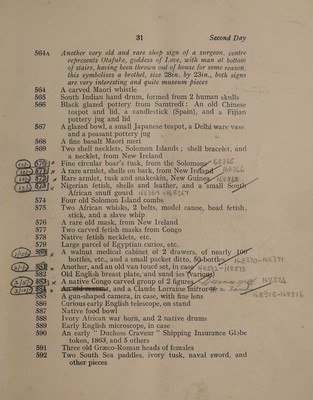 31 Second Day
564A Another very old and rare shop sign of a surgeon, centre
represents Otafuke, goddess of Love, with man at bottom
of stairs, having been thrown out of house for some reason,
this symbolises a brothel, size 28in. by 23in., both signs
are very interesting and quite museum pieces
564 A carved Maori whistle
565 South Indian hand drum, formed from 2 human skulls
566 Black glazed pottery from Samtredi: An old Chinese
teapot and lid, a candlestick (Spain), and a Fijian
pottery jug and lid
567 A glazed bowl, a small Japanese teapot, a Delhi ware vase
and a peasant pottery jug
568 A fine basalt Maori meri
569 Two shell necklets, Solomon Islands; shell bracelet, and
a necklet, from New Ireland
570 Fine circular boar's tusk, from the Solomons
571 A rare armlet, shells on bark, from New Ireland
572 Rare armlet, tusk and snakeskin, New Guinea
573 Nigerian fetish, shells and leather, and a small South
African snuff gourd
574 Four old Solomon Island combs
575 Two African whisks, 2 belts, model canoe, bead fetish,
stick, and a slave whip
576 A rare old mask, from New Ireland
577 Two carved fetish masks from Congo
578 Native fetish necklets, etc.
579 Large parcel of Egyptian curios, etc.
580 A walnut medical cabinet of 2 drawers, of nearly 100
bottles, etc., and a small packet ditto, 50 bottles
581 Another, and an old van toucé set, in case
582 Old English breast plate, and sand ies (various)
583 A native Congo carved group of 2 figures
584 and a Claude Lorraine mirror
585 A gun-shaped camera, in case, with fine lens
586 Curious early English telescope, on stand
587 Native food bowl
588 Ivory African war born, and 2 native drums
589 Early English microscope, in case
590 An early " Duchess Craveur " Shipping Insurance Globe
token, 1863, and 5 others
591 Three old Græco-Roman heads of females
592 Two South Sea paddles, ivory tusk, naval sword, and
other pieces